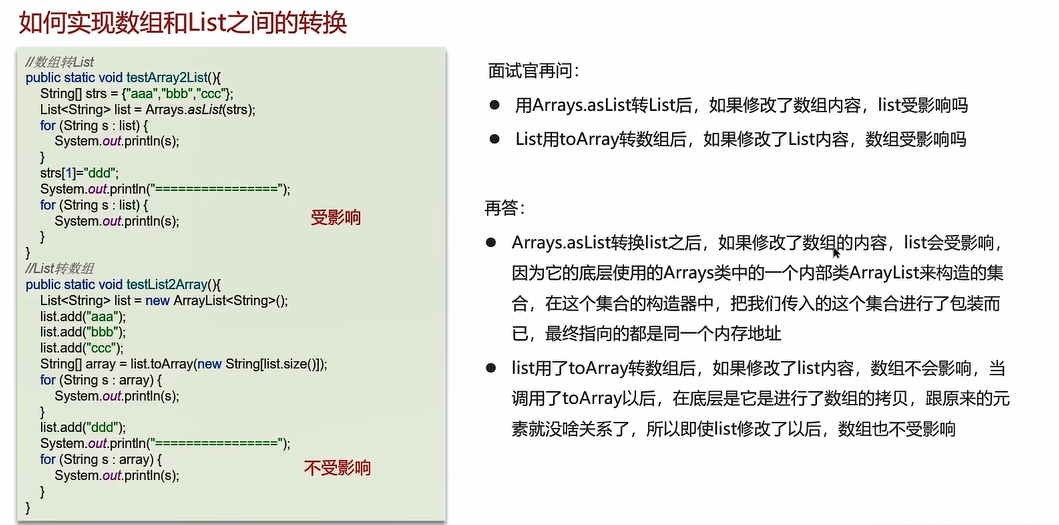 如何实现数组和List之间的转换
//数组转List
public static void testArray2List(){
String[] strs = {"aaa","bbb","ccc"};
List<String> list = Arrays.asList(strs);
for (String s : list) {
System.out.println(s);
}
strs[1]="ddd";
System.out.println("================");
for (String s : list) {
System.out.println(s);
}
}
受影响
//List转数组
public static void testList2Array(){
List<String> list = new ArrayList<String>();
list.add("aaa");
list.add("bbb");
list.add("ccc");
String[] array = list.toArray(new String[list.size()]);
for (String s : array) {
System.out.println(s);
}
list.add("ddd");
System.out.println("================");
for (String s : array) {
System.out.println(s);
}
}
不受影响
面试官再问：
● 用Arrays.asList转List后，如果修改了数组内容，list受影响吗
● List用toArray转数组后，如果修改了List内容，数组受影响吗
再答：
● Arrays.asList转换list之后，如果修改了数组的内容，list会受影响，
因为它的底层使用的Arrays类中的一个内部类ArrayList来构造的集
合，在这个集合的构造器中，把我们传入的这个集合进行了包装而
已，最终指向的都是同一个内存地址
● list用了toArray转数组后，如果修改了list内容，数组不会影响，当
调用了toArray以后，在底层是它是进行了数组的拷贝，跟原来的元
素就没啥关系了，所以即使list修改了以后，数组也不受影响